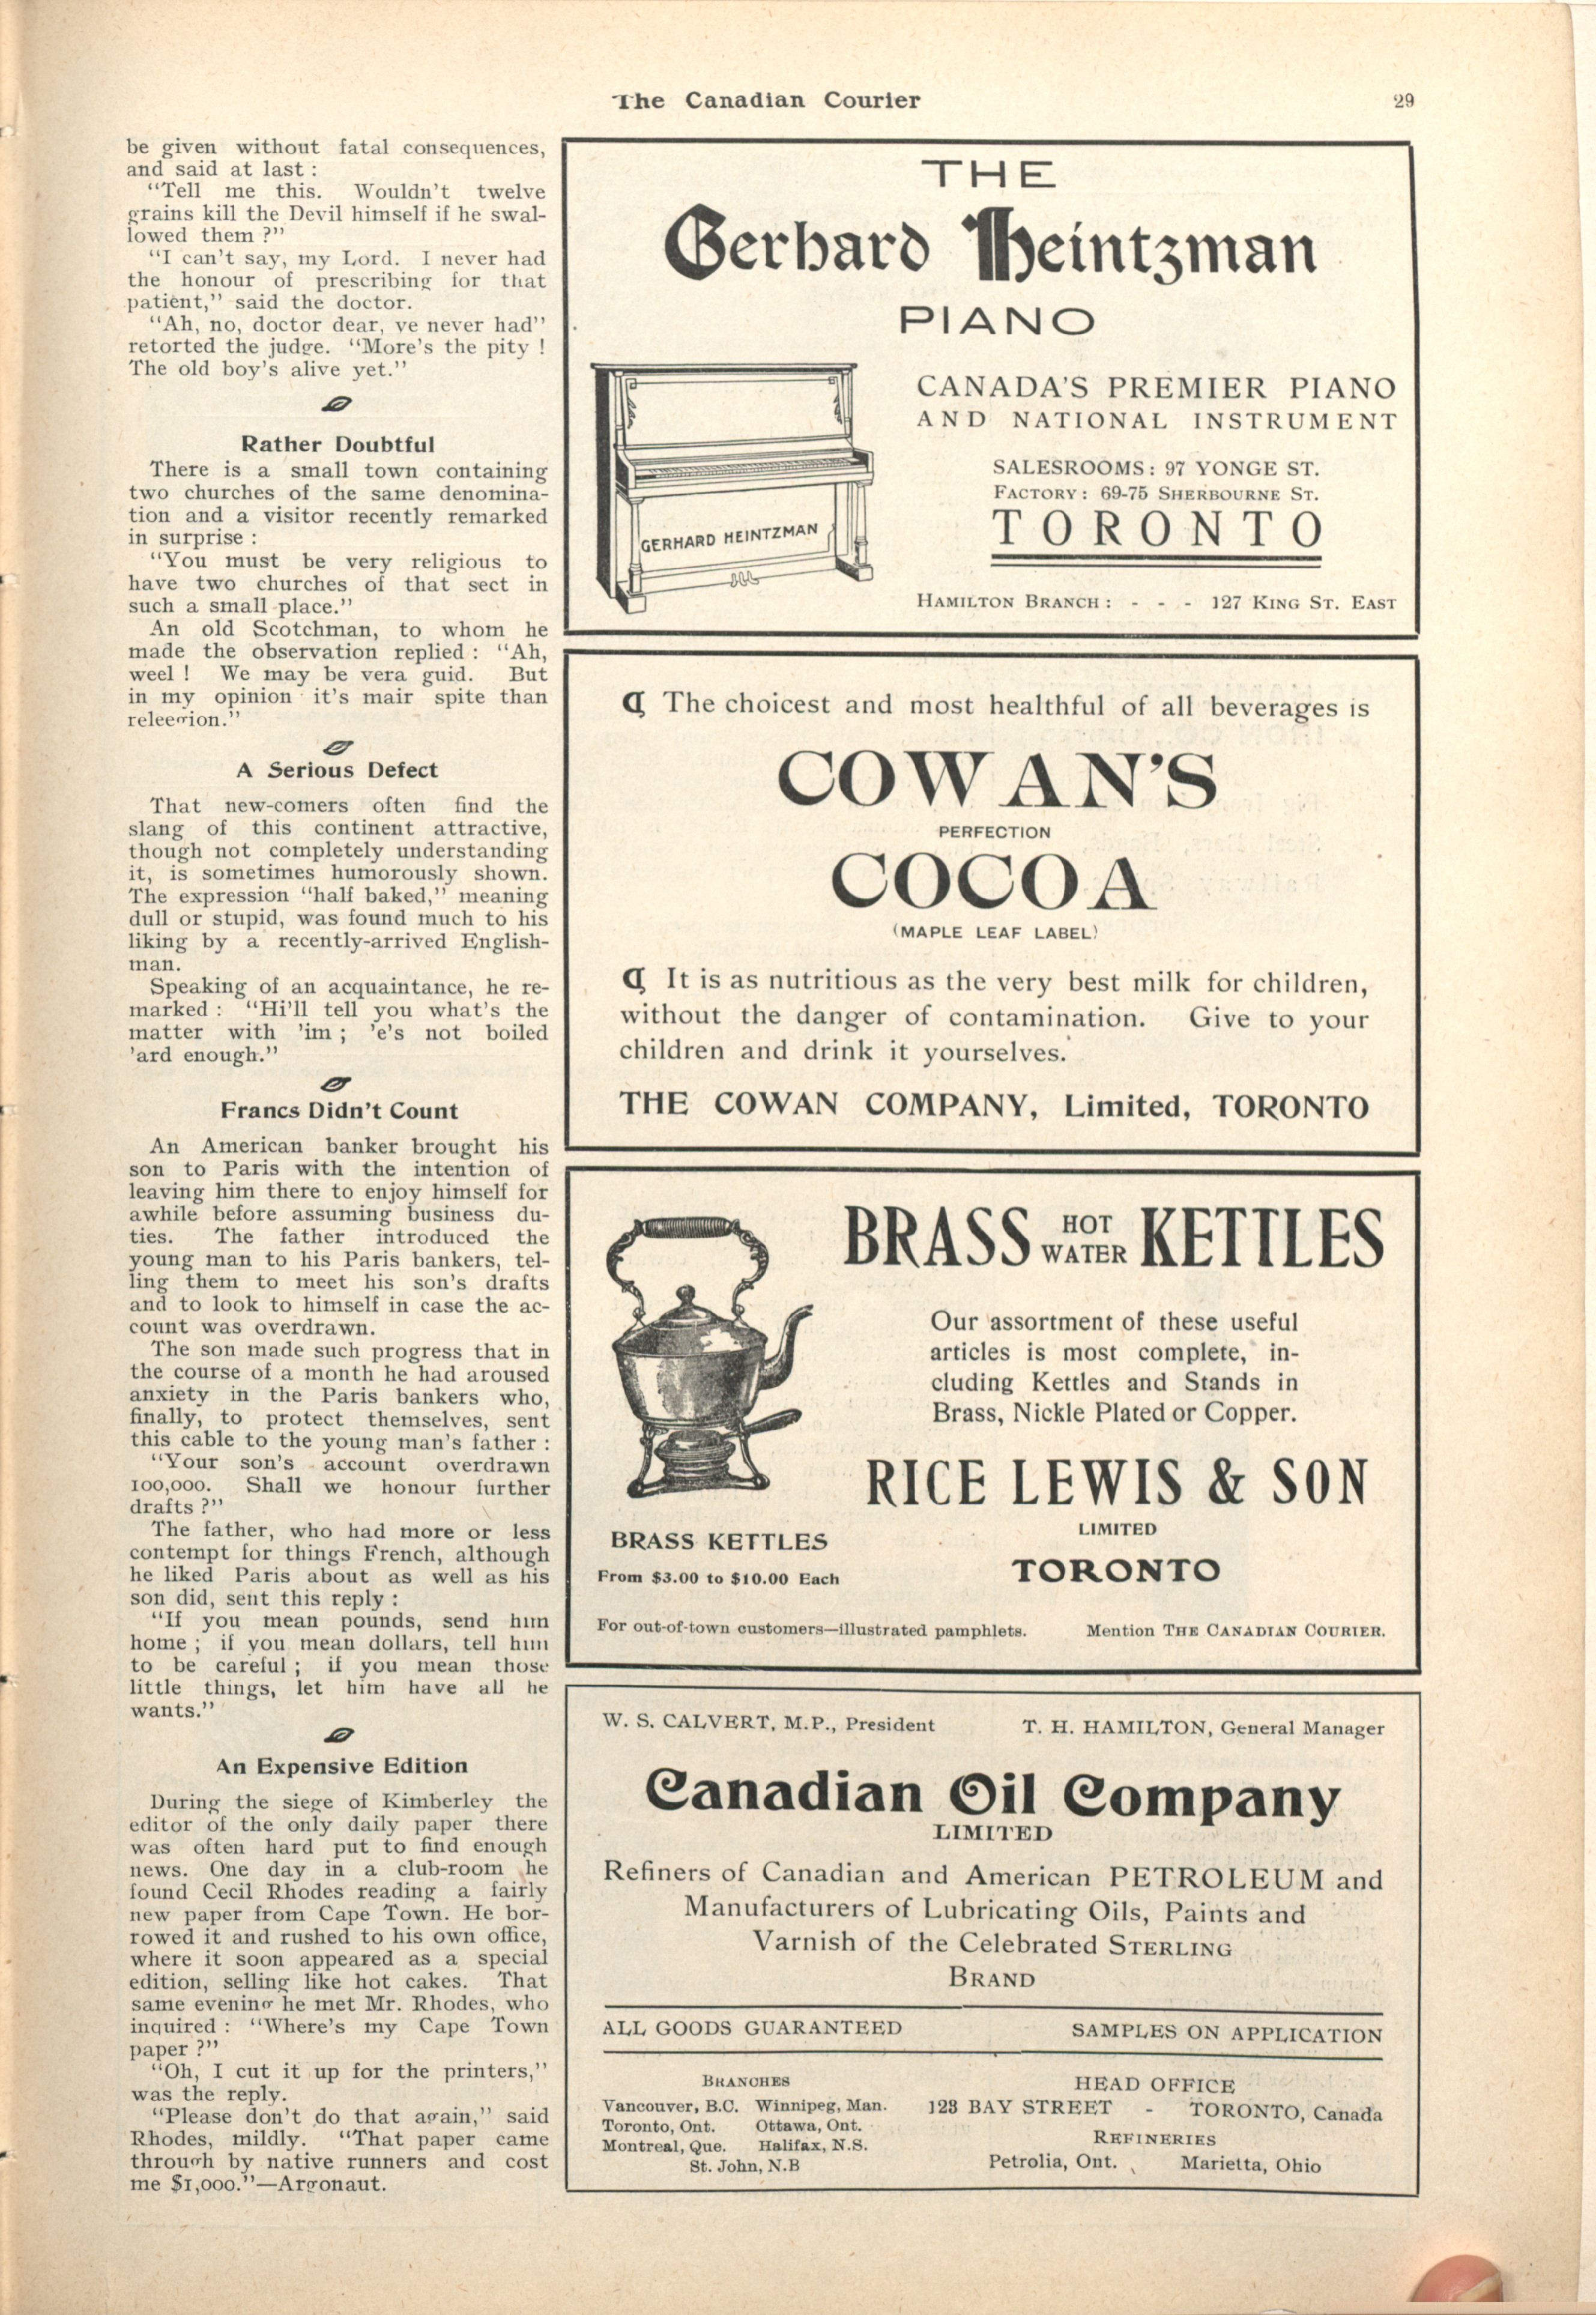 The Canadian Courier
29
be given without fatal consequences,
and said at last :
"Tell me this. Wouldn't twelve
grains kill the Devil himself if he swal-
lowed them ?"
"I can't say, my Lord. I never had
the honour of prescribing for that
patient," said the doctor.
"Ah, no, doctor dear, ye never had"
retorted the judge. "More's the pity !
The old boy's alive yet."
Rather Doubtful
There is a small town containing
two churches of the same denomina-
tion and a visitor recently remarked
in surprise :
"You must be very religious to
have two churches of that sect in
such a small place."
An old Scotchman, to whom he
made the observation replied : "Ah,
weel ! We may be vera guid. But
in my opinion it's mair spite than
releegion."
A Serious Defect
That new-comers often find the
slang of this continent attractive,
though not completely understanding
it, is sometimes humorously shown.
The expression "half baked," meaning
dull or stupid, was found much to his
liking by a recently-arrived English-
man.
Speaking of an acquaintance, he re-
marked : "Hi'll tell you what's the
matter with 'im ; 'e's not boiled
'ard enough."
Francs Didn't Count
An American banker brought his
son to Paris with the intention of
leaving him there to enjoy himself for
awhile before assuming business du-
ties. The father introduced the
young man to his Paris bankers, tel-
ling them to meet his son's drafts
and to look to himself in case the ac-
count was overdrawn.
The son made such progress that in
the course of a month he had aroused
anxiety in the Paris bankers who,
finally, to protect themselves, sent
this cable to the young man's father :
"Your son's account overdrawn
100,000. Shall we honour further
drafts ?"
The father, who had more or less
contempt for things French, although
he liked Paris about as well as his
son did, sent this reply :
"If you mean pounds, send him
home ; if you mean dollars, tell him
to be careful ; if you mean those
little things, let him have all he
wants."
An Expensive Edition
During the siege of Kimberley the
editor of the only daily paper there
was often hard put to find enough
news. One day in a club-room he
found Cecil Rhodes reading a fairly
new paper from Cape Town. He bor-
rowed it and rushed to his own office,
where it soon appeared as a special
edition, selling like hot cakes. That
same evening he met Mr. Rhodes, who
inquired : "Where's my Cape Town
paper ?"
"Oh, I cut it up for the printers,"
was the reply.
"Please don't do that again," said
Rhodes, mildly. "That paper came
through by native runners and cost
me $1,000."—Argonaut.
THE
Gerhard Heintzman
PIANO
CANADA'S PREMIER PIANO
AND NATIONAL INSTRUMENT
SALESROOMS: 97 YONGE ST.
FACTORY: 69-75 SHERBOURNE ST.
TORONTO
GERHARD HEINTZMAN
HAMILTON BRANCH: - - - 127 KING ST. EAST
¶ The choicest and most healthful of all beverages is
COWAN'S
PERFECTION
COCOA
(MAPLE LEAF LABEL)
¶ It is as nutritious as the very best milk for children,
without the danger of contamination. Give to your
children and drink it yourselves.
THE COWAN COMPANY, Limited, TORONTO
BRASS HOT WATER KETTLES
Our assortment of these useful
articles is most complete, in-
cluding Kettles and Stands in
Brass, Nickle Plated or Copper.
RICE LEWIS & SON
LIMITED
TORONTO
BRASS KETTLES
From $3.00 to $10.00 Each
For out-of-town customers—illustrated pamphlets. Mention THE CANADIAN COURIER.
W. S. CALVERT, M.P., President T. H. HAMILTON, General Manager
Canadian Oil Company
LIMITED
Refiners of Canadian and American PETROLEUM and
Manufacturers of Lubricating Oils, Paints and
Varnish of the Celebrated STERLING
BRAND
ALL GOODS GUARANTEED SAMPLES ON APPLICATION
BRANCHES
Vancouver, B.C. Winnipeg, Man.
Toronto, Ont. Ottawa, Ont.
Montreal, Que. Halifax, N.S.
St. John, N.B
HEAD OFFICE
123 BAY STREET - TORONTO, Canada
REFINERIES
Petrolia, Ont. Marietta, Ohio